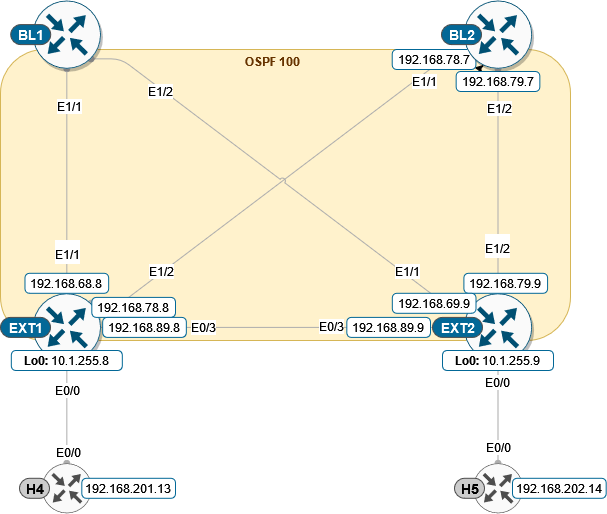 BL1
BL2
OSPF 100
192.168.78.7
192.168.79.7
E1/1
E1/2
E1/1
E1/2
E1/1
E1/2
E1/1
E1/2
192.168.68.8
192.168.78.8
192.168.69.9
192.168.79.9
EXT1
192.168.89.8
E0/3
E0/3
192.168.89.9
EXT2
Lo0: 10.1.255.8
Lo0: 10.1.255.9
E0/0
E0/0
E0/0
E0/0
H4
192.168.201.13
H5
192.168.202.14